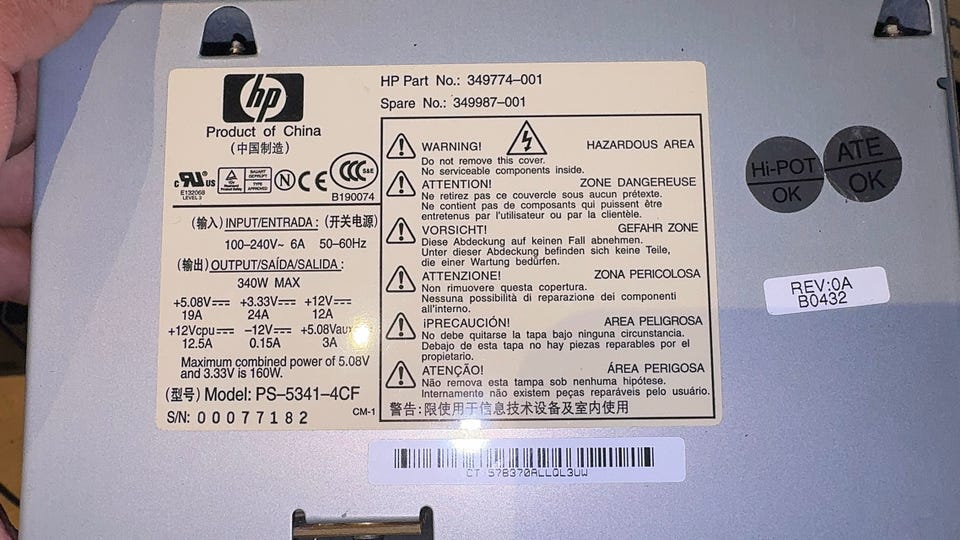 hp
Product of China
(中国制造)
HP Part No.: 349774-001
Spare No.: 349987-001
c RU US
E132068
LEVEL 3
BAUART
GEPRÜFT
TYPE
APPROVED
N
CE
CCC S&E
B190074
(输入) INPUT/ENTRADA: (开关电源)
100-240V~ 6A 50-60Hz
(输出) OUTPUT/SAÍDA/SALIDA:
340W MAX
+5.08V +3.33V +12V
19A 24A 12A
+12Vcpu -12V +5.08Vaux
12.5A 0.15A 3A
Maximum combined power of 5.08V
and 3.33V is 160W.
(型号) Model: PS-5341-4CF
S/N: 00077182
CM-1
WARNING! HAZARDOUS AREA
Do not remove this cover.
No serviceable components inside.
ATTENTION! ZONE DANGEREUSE
Ne retirez pas ce couvercle sous aucun prétexte.
Ne contient pas de composants qui puissent être
entretenus par l'utilisateur ou par la clientèle.
VORSICHT! GEFAHR ZONE
Diese Abdeckung auf keinen Fall abnehmen.
Unter dieser Abdeckung befinden sich keine Teile,
die einer Wartung bedürfen.
ATTENZIONE! ZONA PERICOLOSA
Non rimuovere questa copertura.
Nessuna possibilità di reparazione dei componenti
all'interno.
¡PRECAUCIÓN! AREA PELIGROSA
No debe quitarse la tapa bajo ninguna circunstancia.
Debajo de esta tapa no hay piezas reparables por el
propietario.
ATENÇÃO! ÁREA PERIGOSA
Não remova esta tampa sob nenhuma hipótese.
Internamente não existem peças reparáveis pelo usuário.
警告:限使用于信息技术设备及室内使用
Hi-POT
OK
ATE
OK
REV:0A
B0432
CT 578370ALLQL3UW